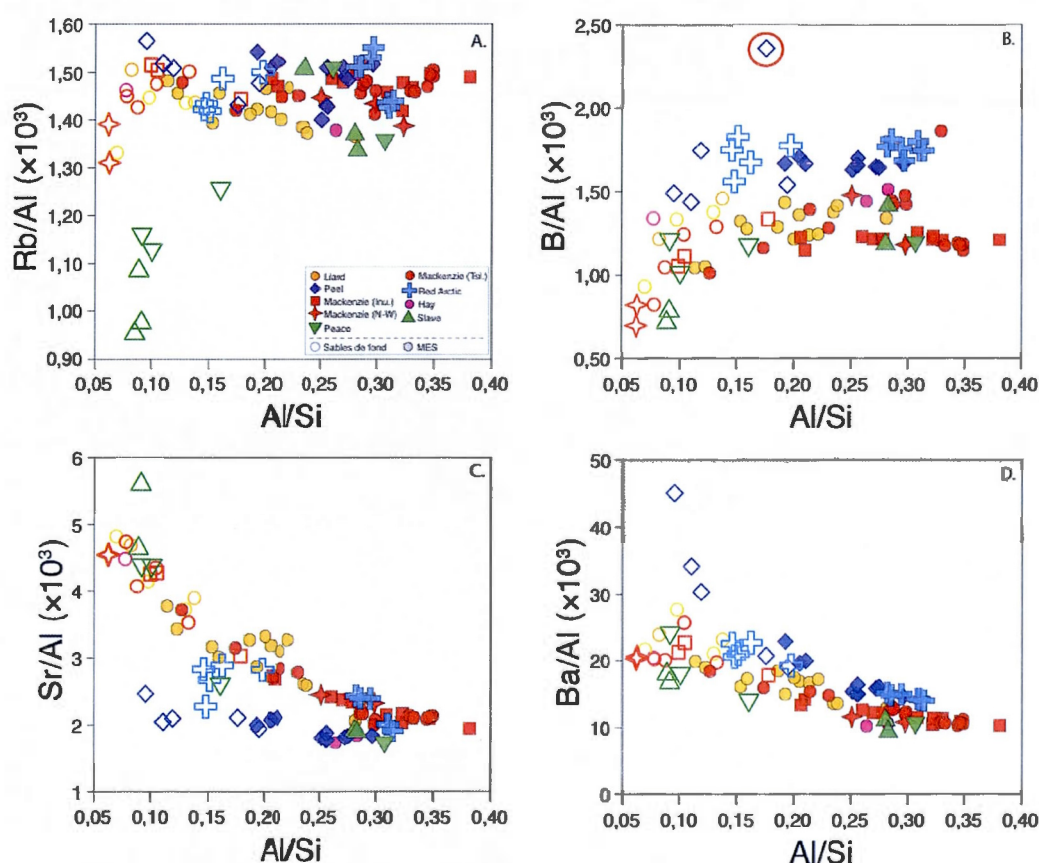 A.
1,60
1,50
1,40
1,30
1,20
1,10
1,00
0,90
Rb/Al (×10³)
0,05 0,10 0,15 0,20 0,25 0,30 0,35 0,40
Al/Si
Liard
Peel
Mackenzie (Inu.)
Mackenzie (N-W)
Peace
Mackenzie (Tsi.)
Red Arctic
Hay
Slave
Sables de fond
MES
B.
2,50
2,00
1,50
1,00
0,50
B/Al (×10³)
0,05 0,10 0,15 0,20 0,25 0,30 0,35 0,40
Al/Si
C.
6
5
4
3
2
1
Sr/Al (×10³)
0,05 0,10 0,15 0,20 0,25 0,30 0,35 0,40
Al/Si
D.
50
40
30
20
10
0
Ba/Al (×10³)
0,05 0,10 0,15 0,20 0,25 0,30 0,35 0,40
Al/Si